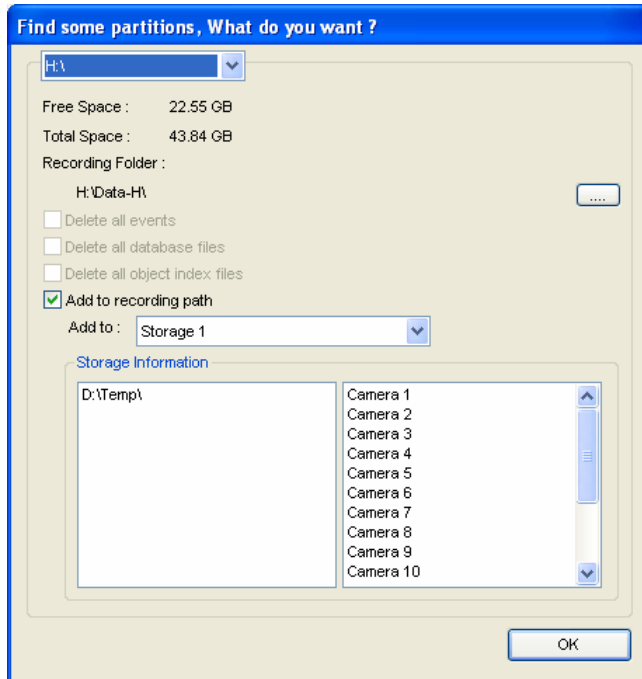 Find some partitions, What do you want ?
H:\
Free Space : 22.55 GB
Total Space : 43.84 GB
Recording Folder :
H:\Data-H\
....
Delete all events
Delete all database files
Delete all object index files
Add to recording path
Add to : Storage 1
Storage Information
D:\Temp\
Camera 1
Camera 2
Camera 3
Camera 4
Camera 5
Camera 6
Camera 7
Camera 8
Camera 9
Camera 10
OK